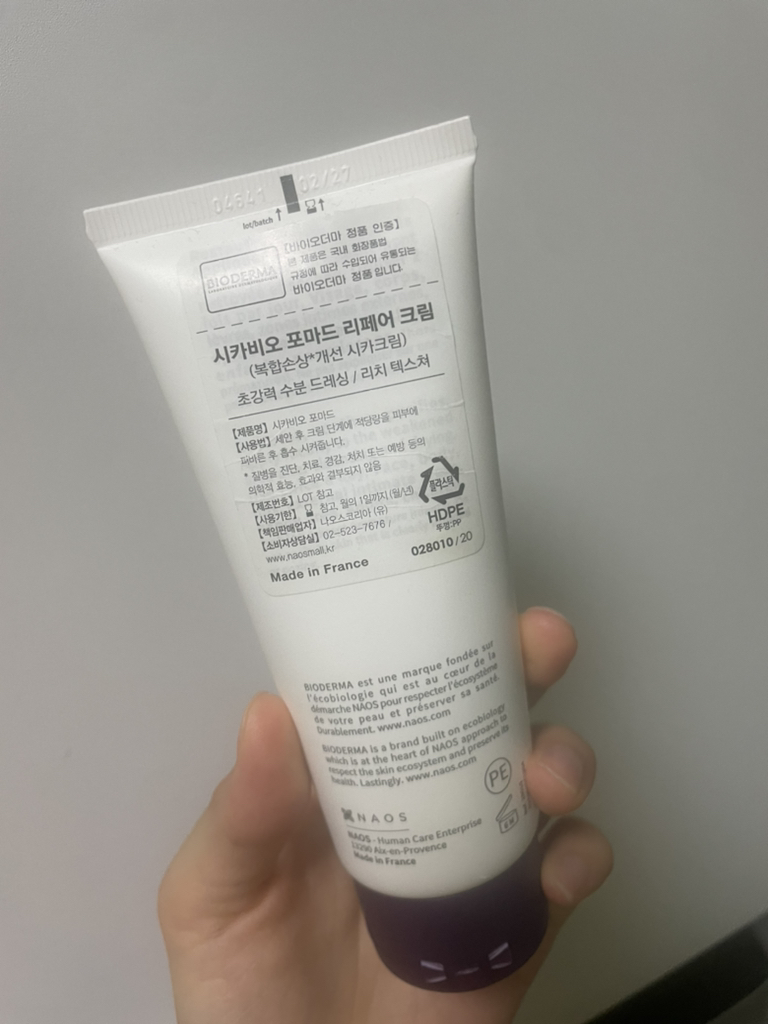 04641 02/27
lot/batch
BIODERMA
[바이오더마 정품 인증]
본 제품은 국내 화장품법
규정에 따라 수입되어 유통되는
바이오더마 정품 입니다.
시카비오 포마드 리페어 크림
(복합손상*개선 시카크림)
초강력 수분 드레싱 / 리치 텍스쳐
【제품명】 시카비오 포마드
【사용법】 세안 후 크림 단계에 적당량을 피부에
펴바른 후 흡수 시켜줍니다.
* 질병을 진단, 치료, 경감, 처치 또는 예방 등의
의학적 효능, 효과와 결부되지 않음
【제조번호】 LOT 참고
【사용기한】 참고, 월의 1일까지 (월/년)
【책임판매업자】 나오스코리아 (유)
【소비자상담실】 02-523-7676 /
www.naosmall.kr
Made in France
플라스틱
HDPE
뚜껑:PP
028010/20
BIODERMA est une marque fondée sur
l'écobiologie qui est au cœur de la
démarche NAOS pour respecter l'écosystème
de votre peau et préserver sa santé.
Durablement. www.naos.com
BIODERMA is a brand built on ecobiology
which is at the heart of NAOS approach to
respect the skin ecosystem and preserve its
health. Lastingly. www.naos.com
PE
NAOS
NAOS - Human Care Enterprise
13290 Aix-en-Provence
Made in France